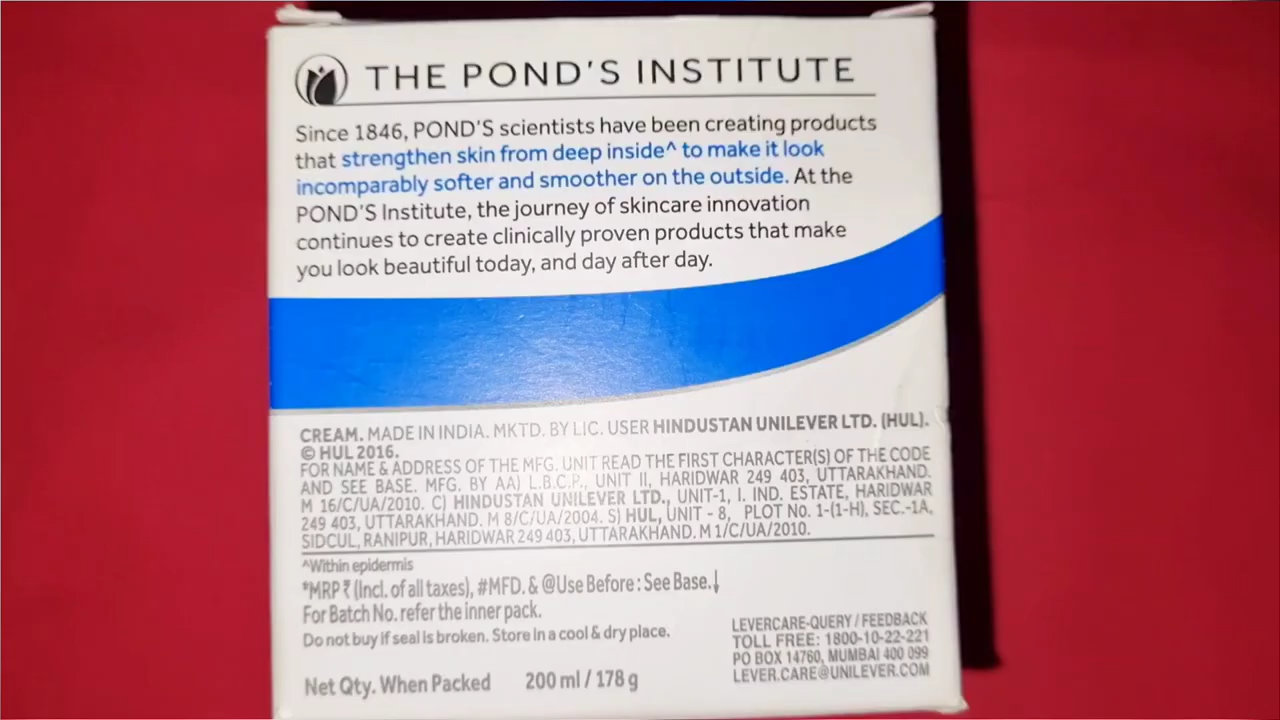 THE POND'S INSTITUTE
Since 1846, POND'S scientists have been creating products
that strengthen skin from deep inside^ to make it look
incomparably softer and smoother on the outside. At the
POND'S Institute, the journey of skincare innovation
continues to create clinically proven products that make
you look beautiful today, and day after day.
CREAM. MADE IN INDIA. MKTD. BY LIC. USER HINDUSTAN UNILEVER LTD. (HUL).
© HUL 2016.
FOR NAME & ADDRESS OF THE MFG. UNIT READ THE FIRST CHARACTER(S) OF THE CODE
AND SEE BASE. MFG. BY AA) L.B.C.P., UNIT II, HARIDWAR 249 403, UTTARAKHAND.
M 16/C/UA/2010. C) HINDUSTAN UNILEVER LTD., UNIT-1, I. IND. ESTATE, HARIDWAR
249 403, UTTARAKHAND. M 8/C/UA/2004. S) HUL, UNIT - 8, PLOT No. 1-(1-H), SEC.-1A,
SIDCUL, RANIPUR, HARIDWAR 249 403, UTTARAKHAND. M 1/C/UA/2010.
^Within epidermis
*MRP ₹ (Incl. of all taxes), #MFD. & @Use Before : See Base.↓
For Batch No. refer the inner pack.
Do not buy if seal is broken. Store in a cool & dry place.
Net Qty. When Packed 200 ml / 178 g
LEVERCARE-QUERY / FEEDBACK
TOLL FREE: 1800-10-22-221
PO BOX 14760, MUMBAI 400 099
LEVER.CARE@UNILEVER.COM